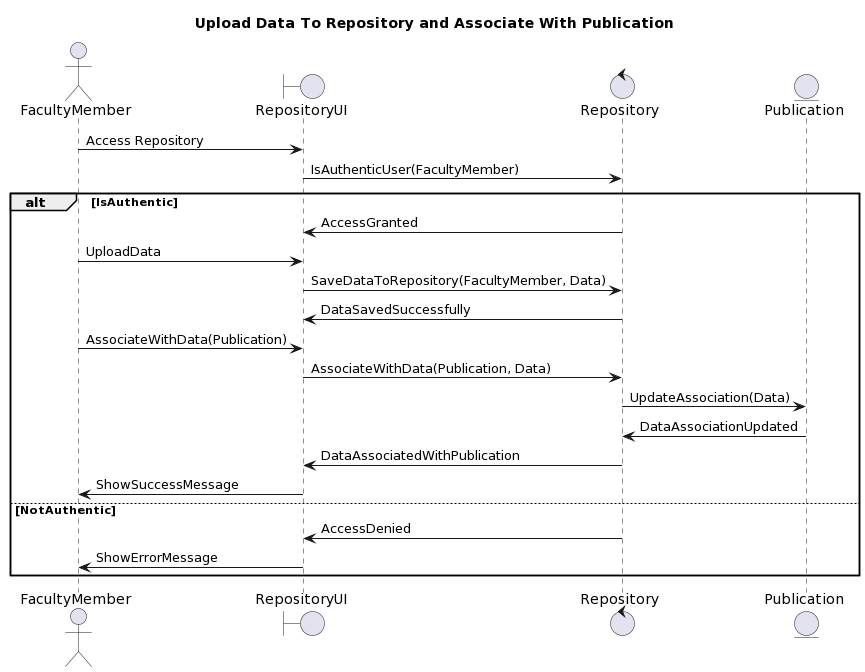 Upload Data To Repository and Associate With Publication
FacultyMember RepositoryUI Repository Publication
Access Repository
IsAuthenticUser(FacultyMember)
alt [IsAuthentic]
AccessGranted
UploadData
SaveDataToRepository(FacultyMember, Data)
DataSavedSuccessfully
AssociateWithData(Publication)
AssociateWithData(Publication, Data)
UpdateAssociation(Data)
DataAssociationUpdated
DataAssociatedWithPublication
ShowSuccessMessage
[NotAuthentic]
AccessDenied
ShowErrorMessage
FacultyMember RepositoryUI Repository Publication